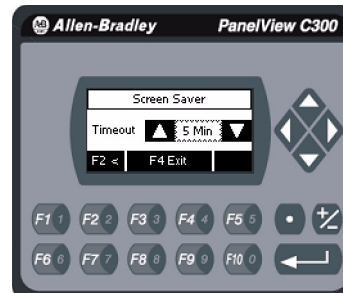 AB Allen-Bradley PanelView C300
Screen Saver
Timeout 5 Min
F2 < F4 Exit
F1 1 F2 2 F3 3 F4 4 F5 5 • +/-
F6 6 F7 7 F8 8 F9 9 F10 0